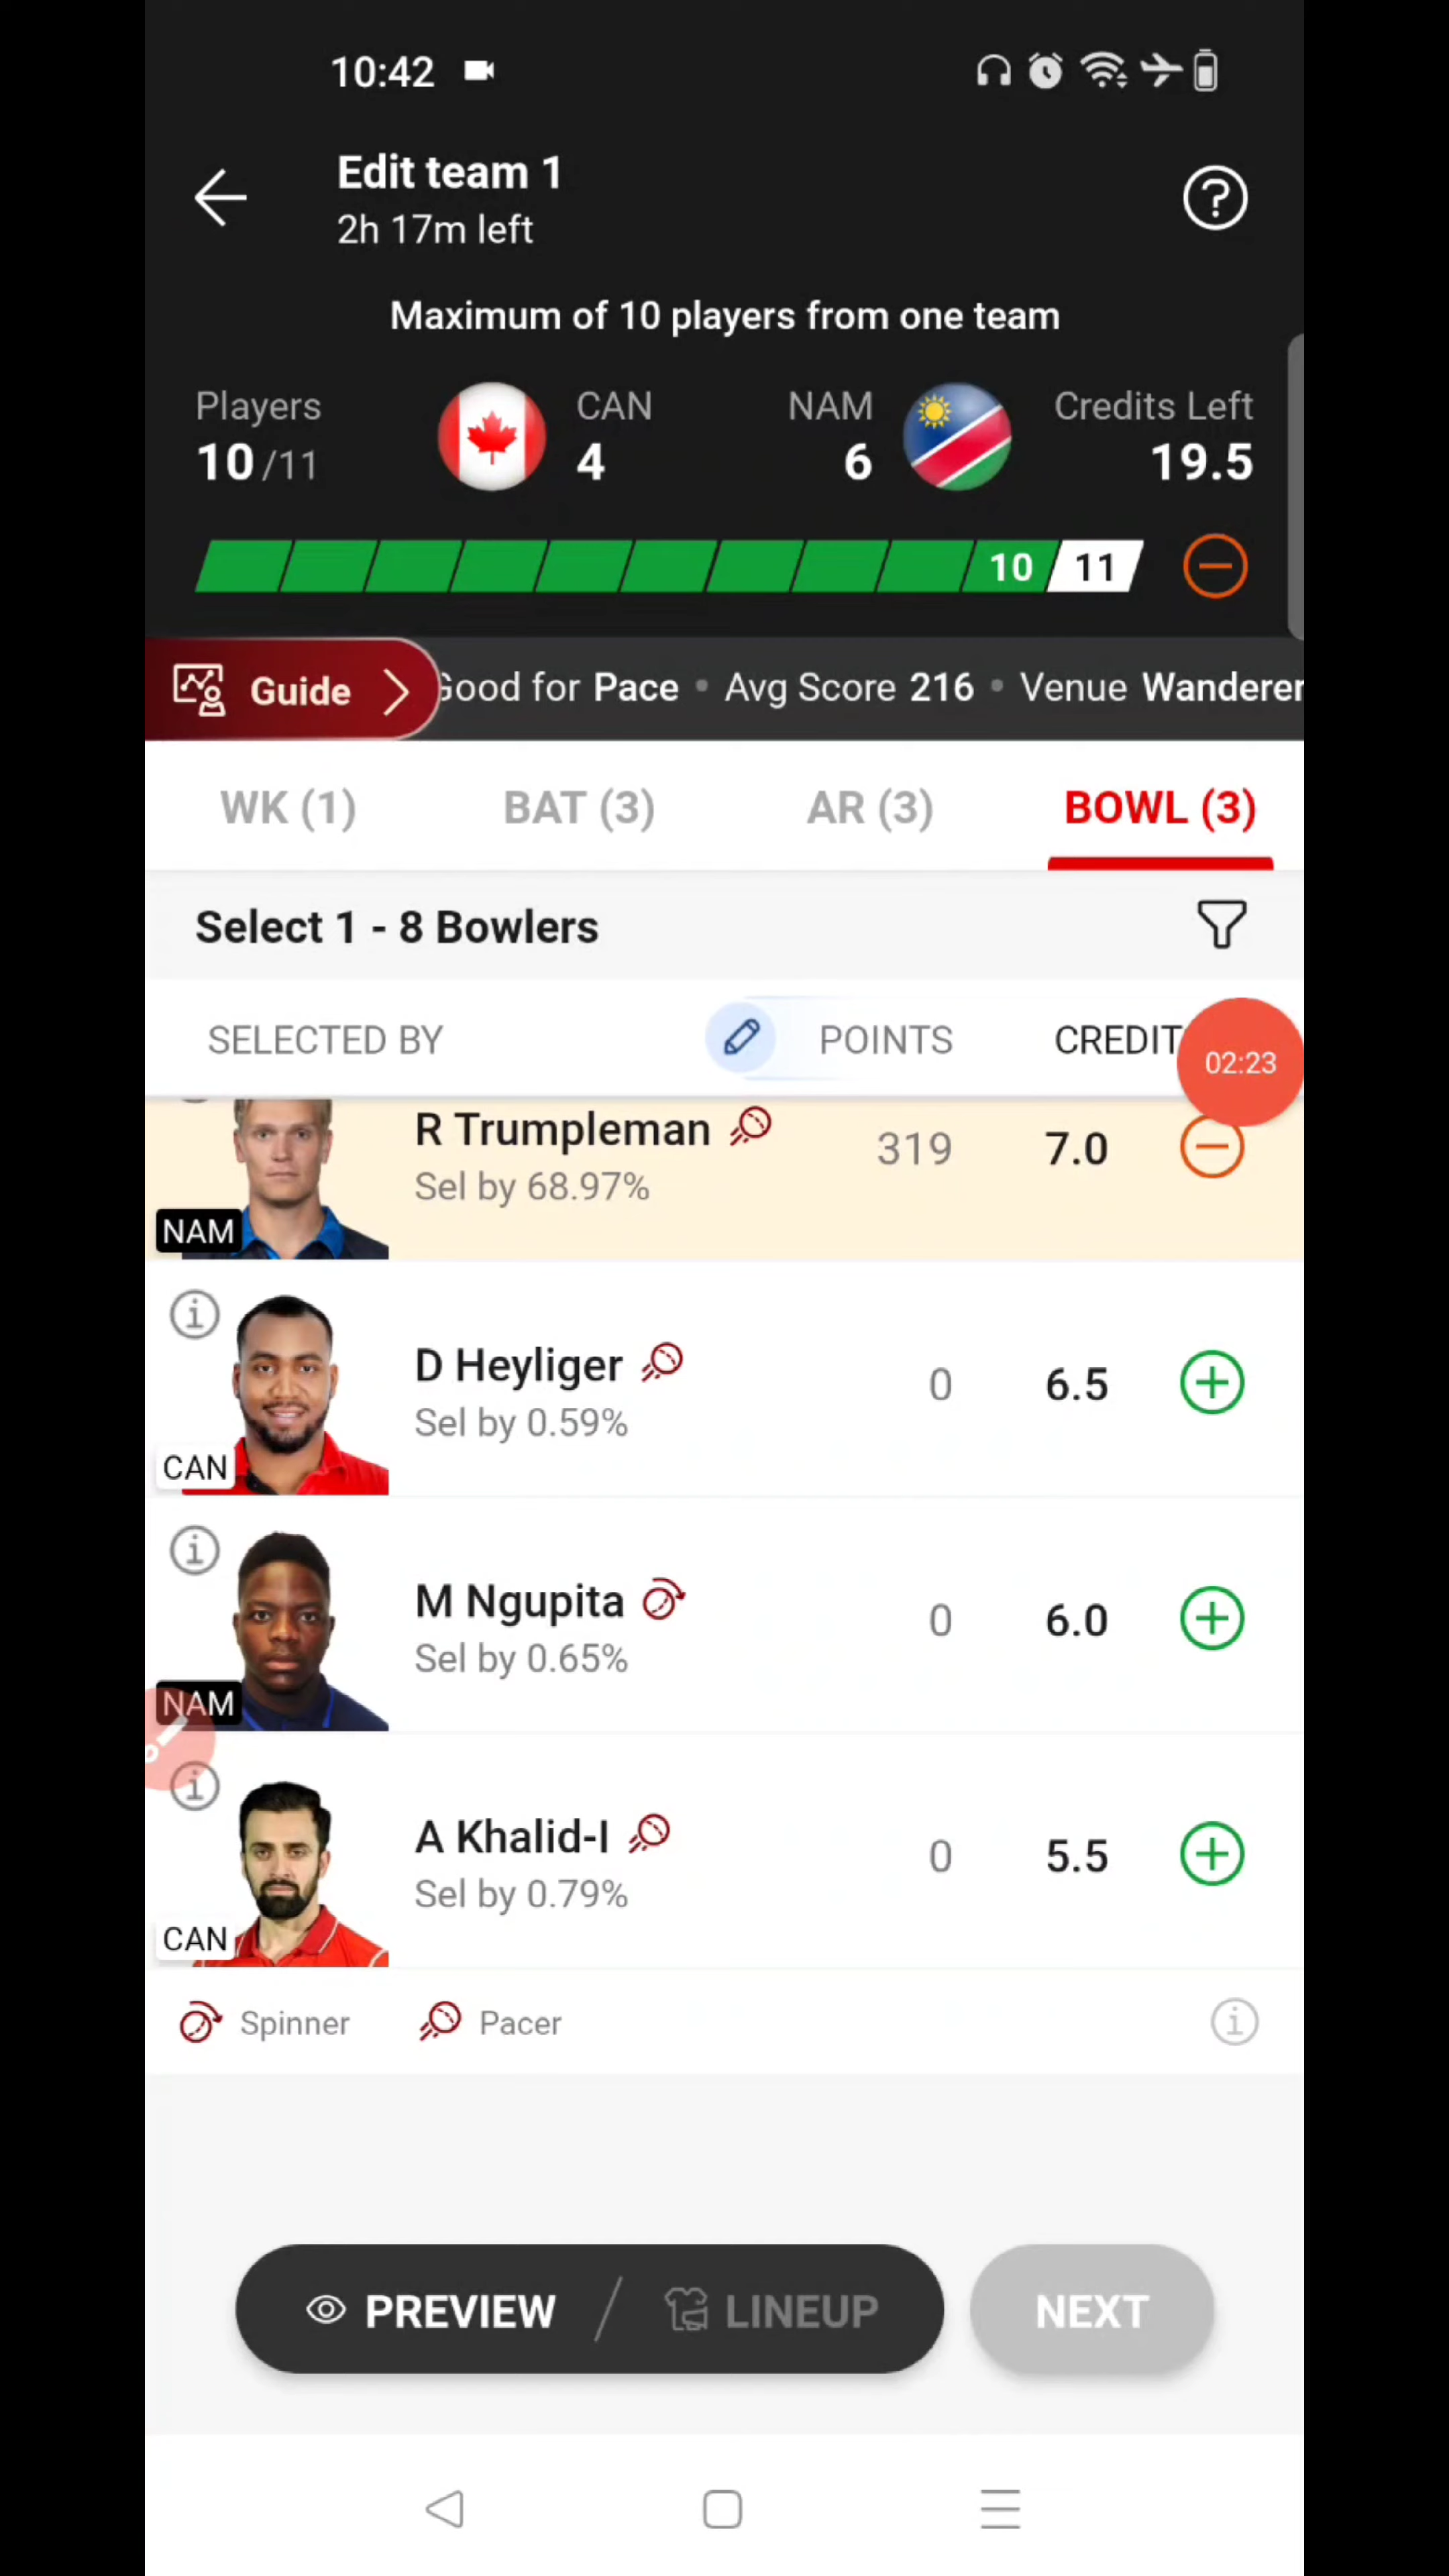 10:42
Edit team 1
2h 17m left
Maximum of 10 players from one team
Players CAN NAM Credits Left
10/11 4 6 19.5
10 11
Guide Good for Pace • Avg Score 216 • Venue Wanderer
WK (1) BAT (3) AR (3) BOWL (3)
Select 1 - 8 Bowlers
SELECTED BY POINTS CREDIT
02:23
R Trumpleman 319 7.0
Sel by 68.97%
NAM
D Heyliger 0 6.5
Sel by 0.59%
CAN
M Ngupita 0 6.0
Sel by 0.65%
NAM
A Khalid-I 0 5.5
Sel by 0.79%
CAN
Spinner Pacer
PREVIEW / LINEUP NEXT